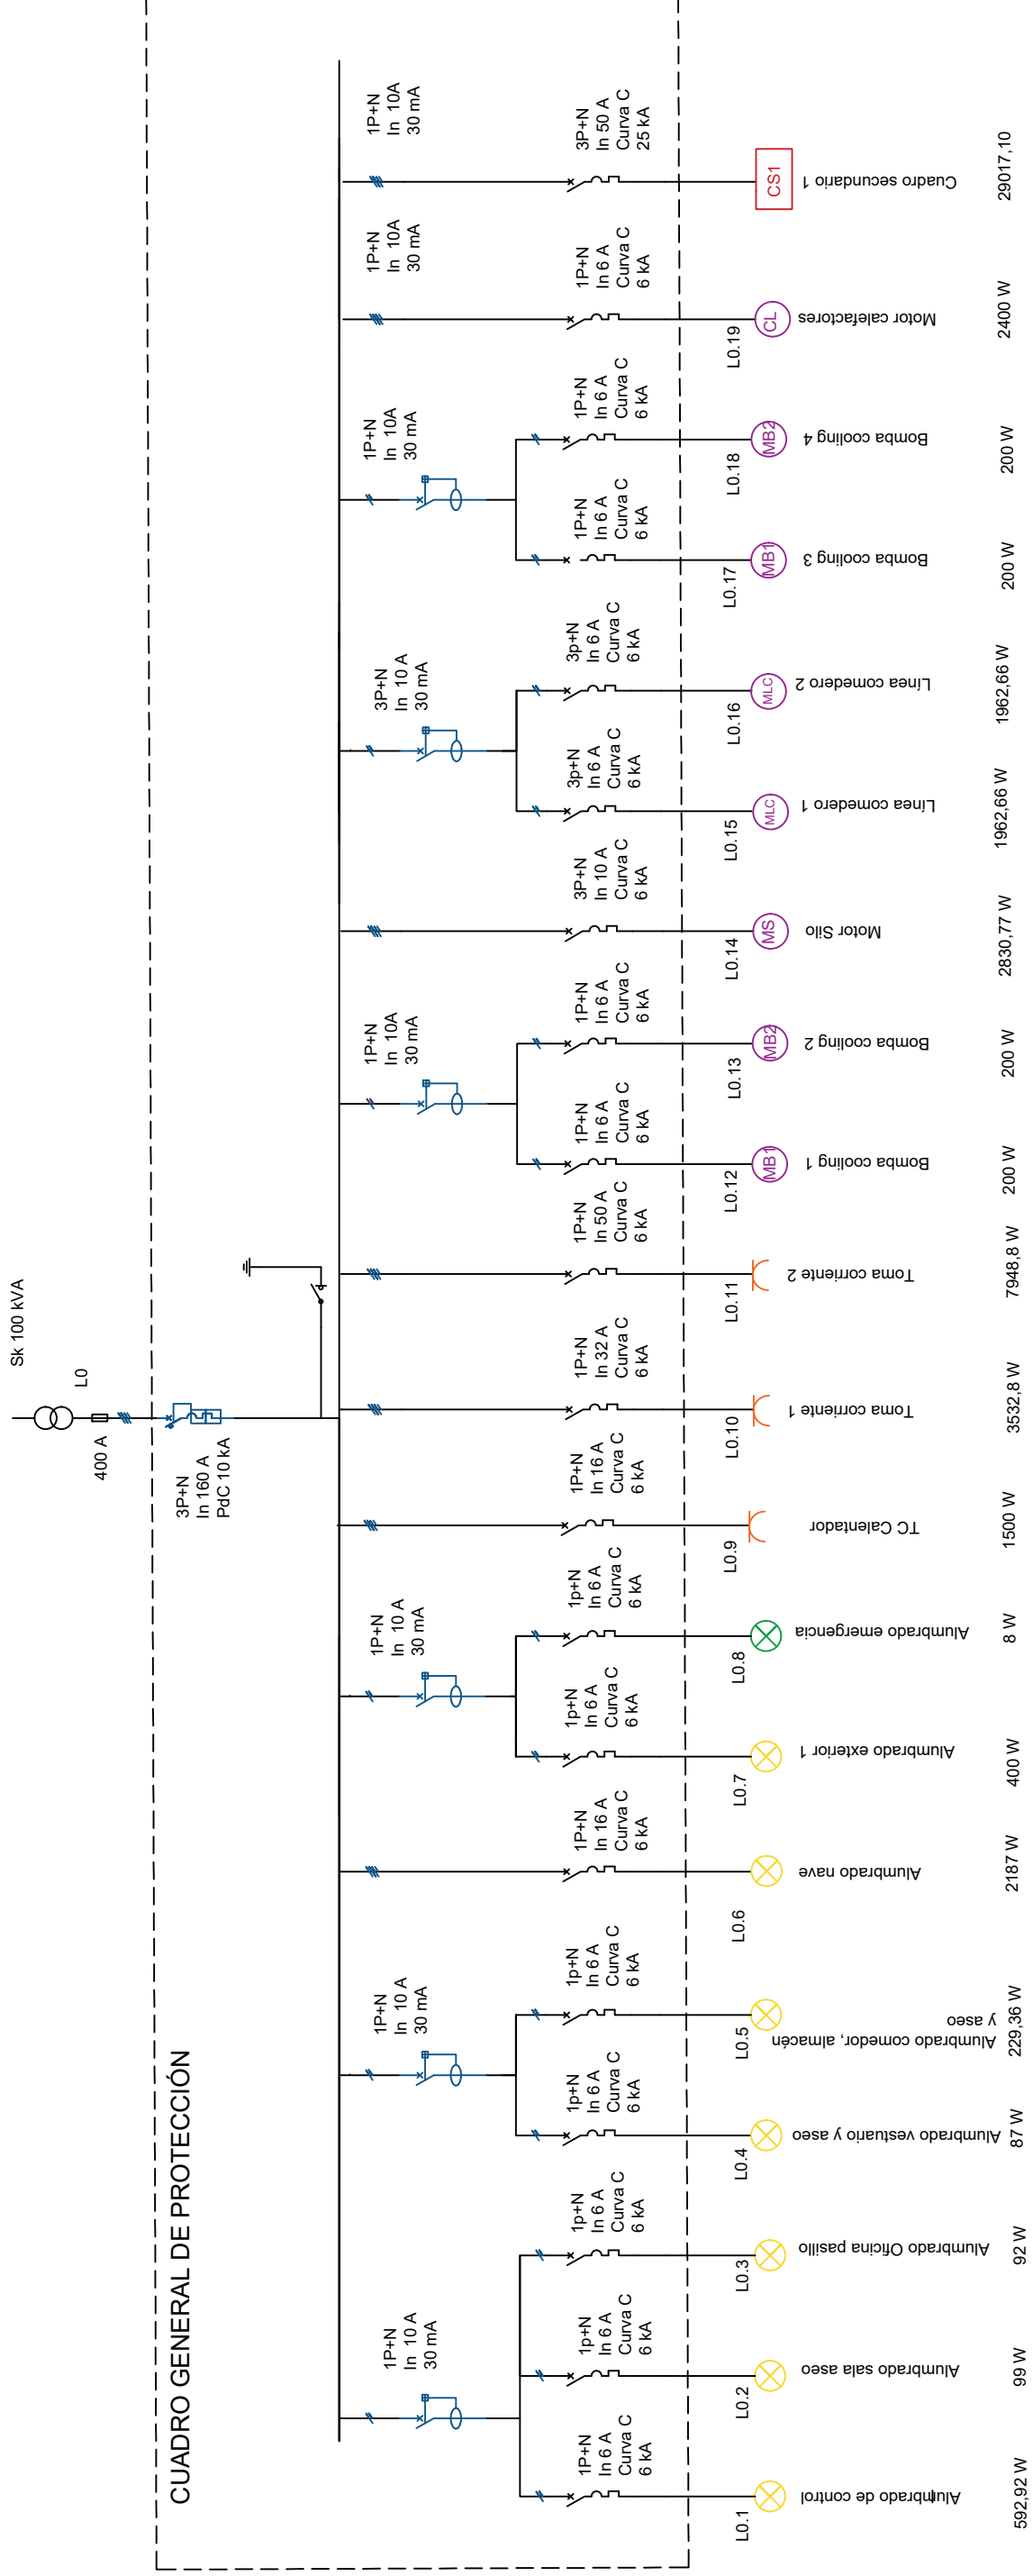 CUADRO GENERAL DE PROTECCIÓN
Sk 100 kVA
L0
400 A
3P+N
In 160 A
PdC 10 kA
1P+N
In 10 A
30 mA
1P+N
In 10 A
30 mA
1P+N
In 10 A
30 mA
1P+N
In 10A
30 mA
3P+N
In 10 A
30 mA
1P+N
In 10A
30 mA
1P+N
In 10A
30 mA
1P+N
In 10A
30 mA
1P+N
In 6 A
Curva C
6 kA
1p+N
In 6 A
Curva C
6 kA
1p+N
In 6 A
Curva C
6 kA
1p+N
In 6 A
Curva C
6 kA
1p+N
In 6 A
Curva C
6 kA
1P+N
In 16 A
Curva C
6 kA
1p+N
In 6 A
Curva C
6 kA
1p+N
In 6 A
Curva C
6 kA
1P+N
In 16 A
Curva C
6 kA
1P+N
In 32 A
Curva C
6 kA
1P+N
In 50 A
Curva C
6 kA
1P+N
In 6 A
Curva C
6 kA
1P+N
In 6 A
Curva C
6 kA
3P+N
In 10 A
Curva C
6 kA
3p+N
In 6 A
Curva C
6 kA
3p+N
In 6 A
Curva C
6 kA
1P+N
In 6 A
Curva C
6 kA
1P+N
In 6 A
Curva C
6 kA
1P+N
In 6 A
Curva C
6 kA
3P+N
In 50 A
Curva C
25 kA
L0.1
L0.2
L0.3
L0.4
L0.5
L0.6
L0.7
L0.8
L0.9
L0.10
L0.11
L0.12
L0.13
L0.14
L0.15
L0.16
L0.17
L0.18
L0.19
MB1
MB2
MS
MLC
MLC
MB1
MB2
CL
CS1
Alumbrado de control
Alumbrado sala aseo
Alumbrado Oficina pasillo
Alumbrado vestuario y aseo
Alumbrado comedor, almacén
y aseo
Alumbrado nave
Alumbrado exterior 1
Alumbrado emergencia
TC Calentador
Toma corriente 1
Toma corriente 2
Bomba cooling 1
Bomba cooling 2
Motor Silo
Línea comedero 1
Línea comedero 2
Bomba cooling 3
Bomba cooling 4
Motor calefactores
Cuadro secundario 1
592,92 W
99 W
92 W
87 W
229,36 W
2187 W
400 W
8 W
1500 W
3532,8 W
7948,8 W
200 W
200 W
2830,77 W
1962,66 W
1962,66 W
200 W
200 W
2400 W
29017,10